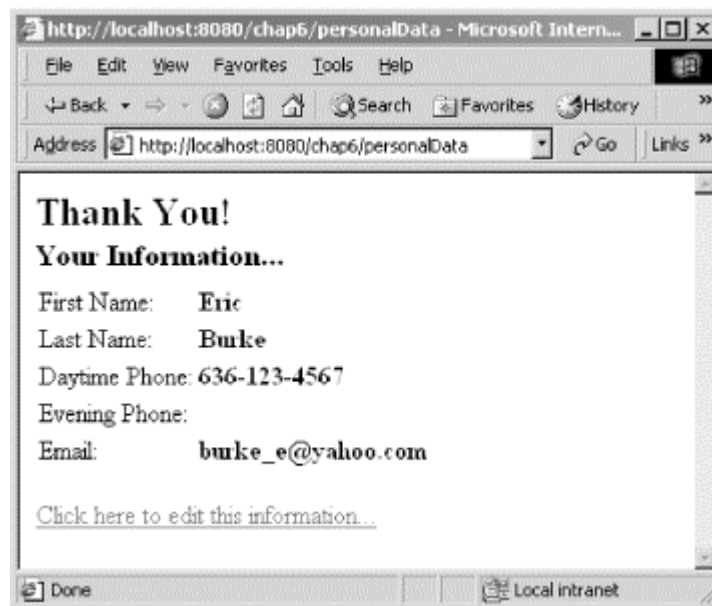 http://localhost:8080/chap6/personalData - Microsoft Intern...
File Edit View Favorites Tools Help
Back Search Favorites History »
Address http://localhost:8080/chap6/personalData Go Links »
Thank You!
Your Information...
First Name: Eric
Last Name: Burke
Daytime Phone: 636-123-4567
Evening Phone:
Email: burke_e@yahoo.com
Click here to edit this information...
Done Local intranet